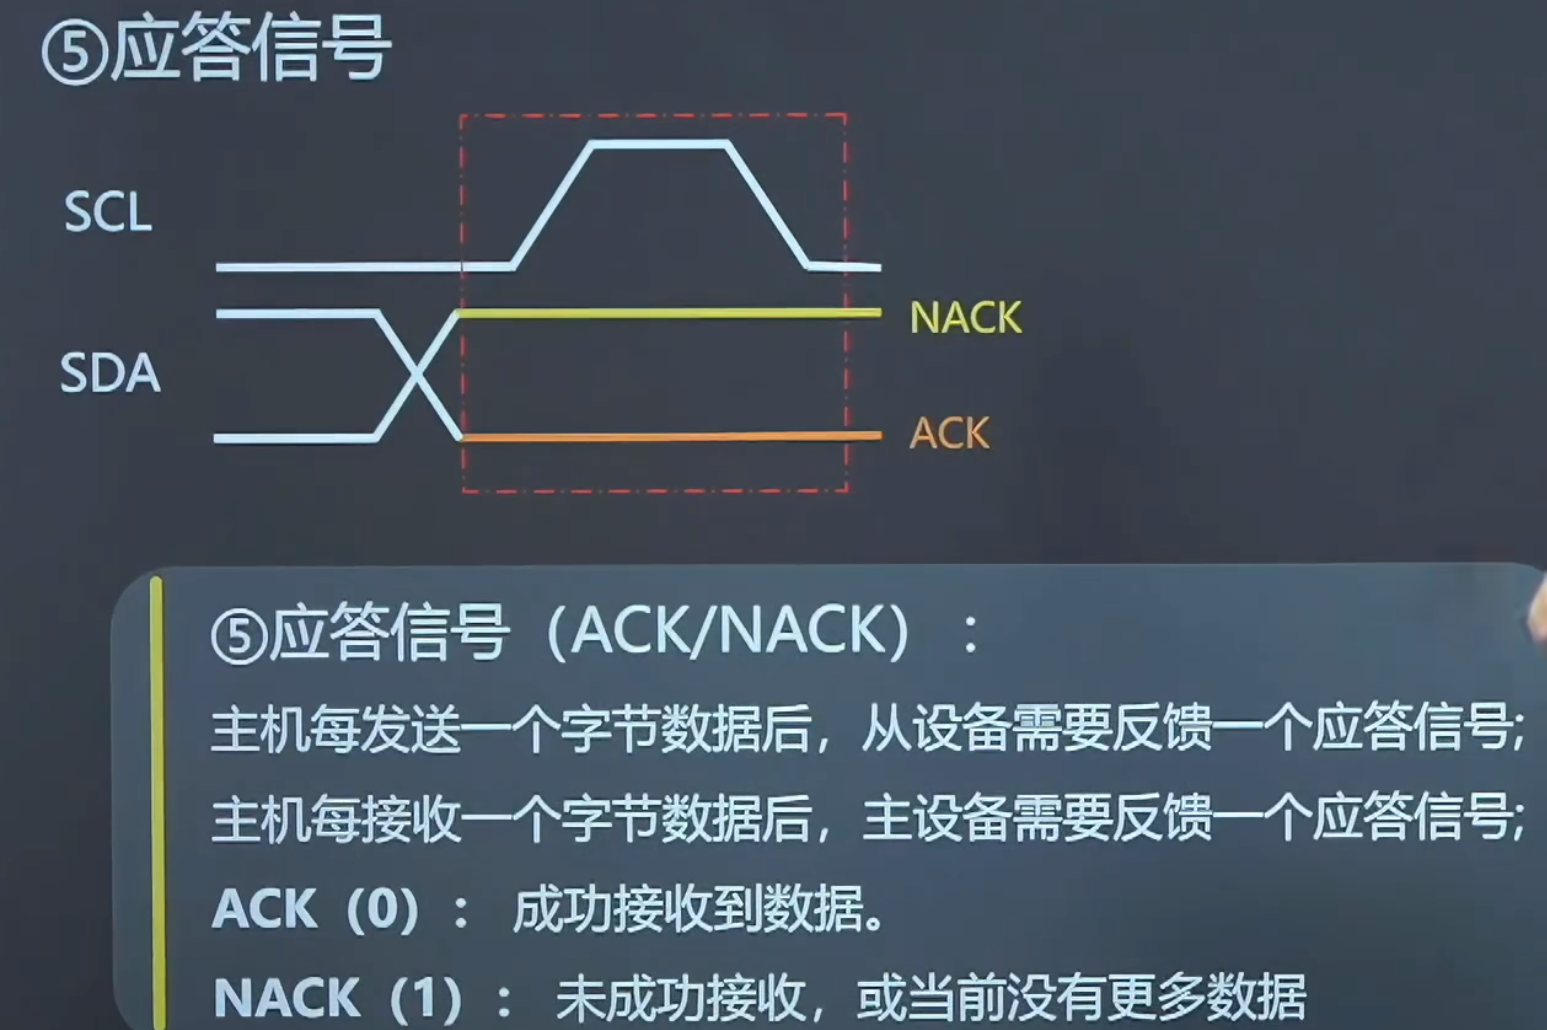 ⑤应答信号
SCL
NACK
SDA
ACK
⑤应答信号（ACK/NACK）：
主机每发送一个字节数据后，从设备需要反馈一个应答信号;
主机每接收一个字节数据后，主设备需要反馈一个应答信号;
ACK（0）： 成功接收到数据。
NACK（1）： 未成功接收，或当前没有更多数据